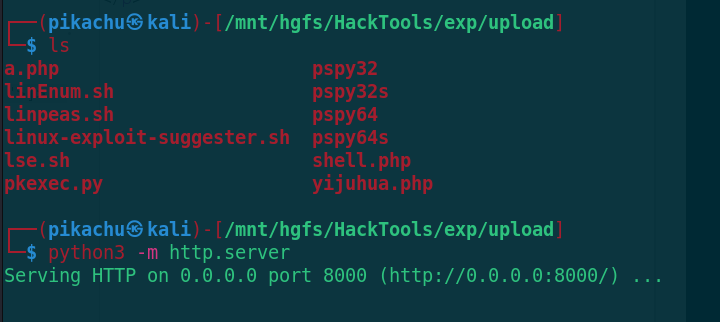 ┌──(pikachu㉿kali)-[/mnt/hgfs/HackTools/exp/upload]
└─$ ls
a.php                       pspy32
linEnum.sh                  pspy32s
linpeas.sh                  pspy64
linux-exploit-suggester.sh  pspy64s
lse.sh                      shell.php
pkexec.py                   yijuhua.php
┌──(pikachu㉿kali)-[/mnt/hgfs/HackTools/exp/upload]
└─$ python3 -m http.server
Serving HTTP on 0.0.0.0 port 8000 (http://0.0.0.0:8000/) ...